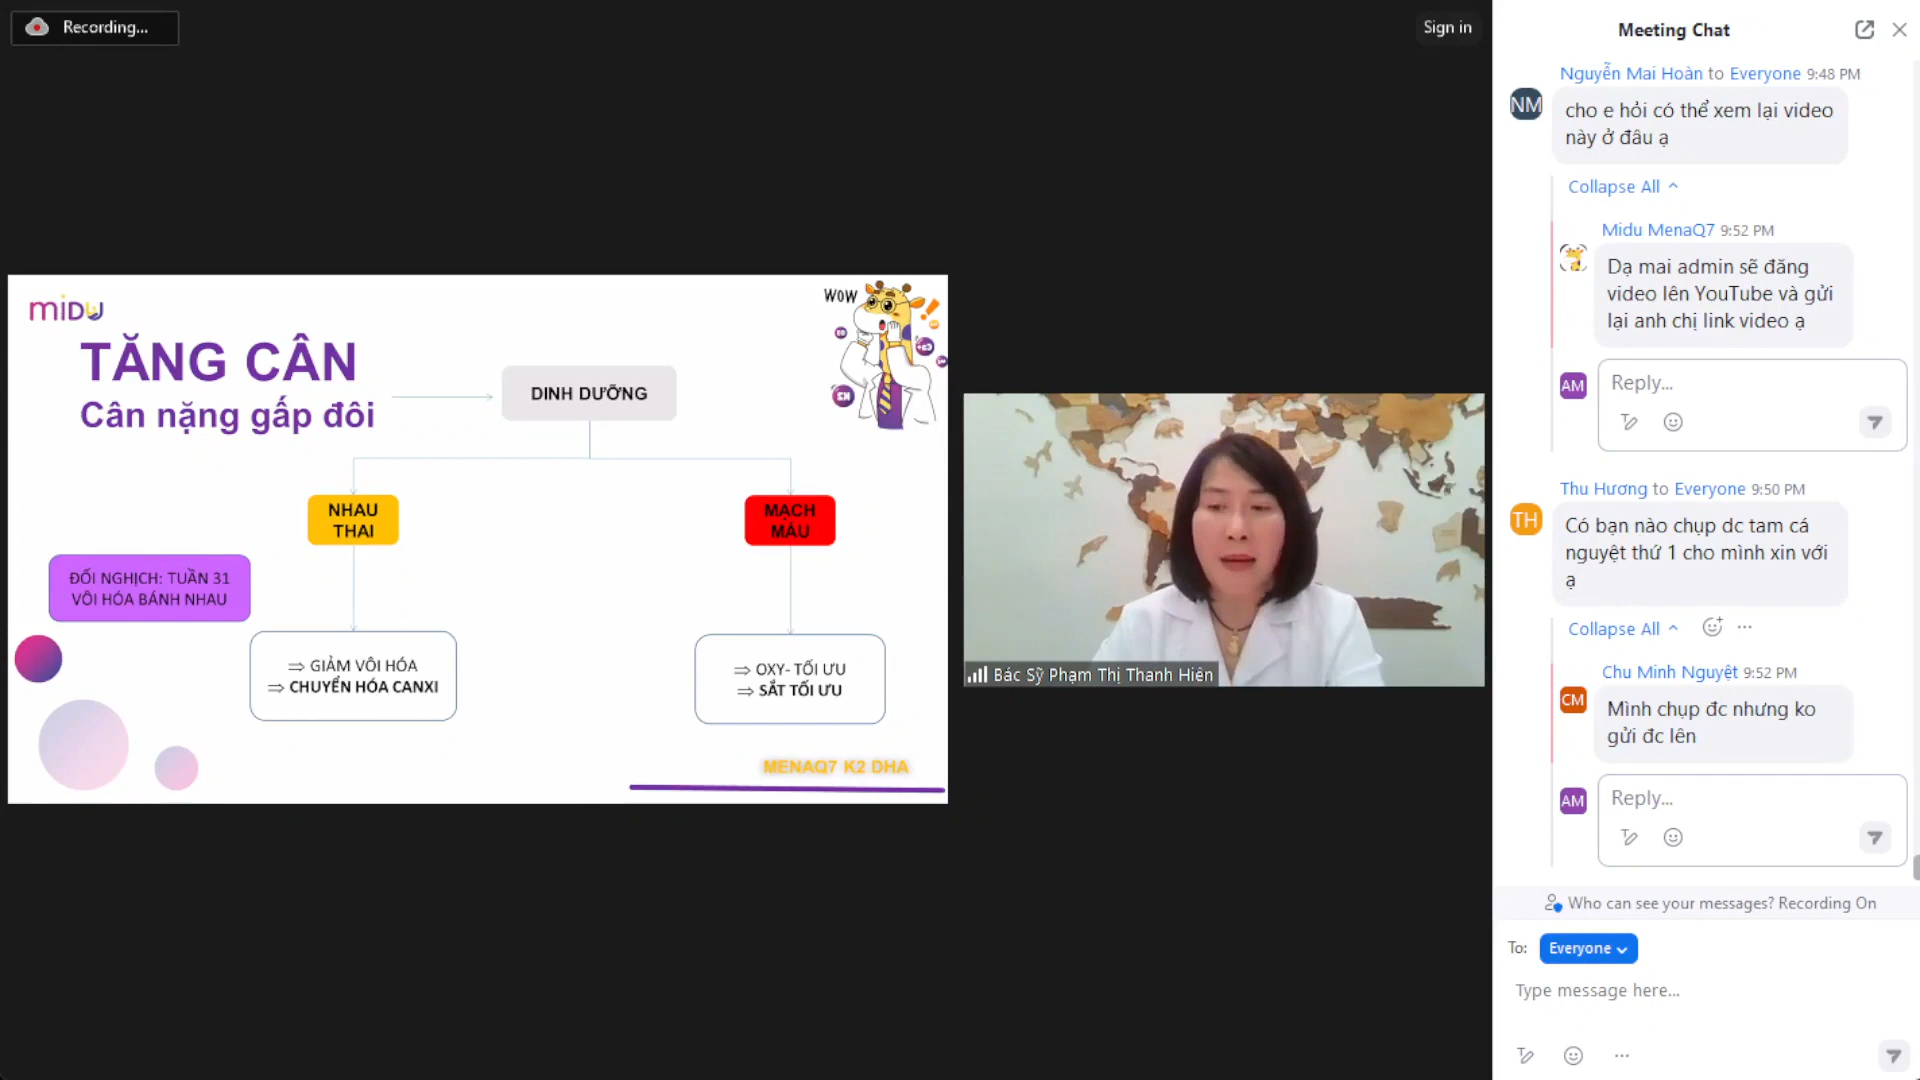 Recording...
Sign in
miDU
WOW
TĂNG CÂN
Cân nặng gấp đôi
DINH DƯỠNG
NHAU
THAI
MẠCH
MÁU
ĐỐI NGHỊCH: TUẦN 31
VÔI HÓA BÁNH NHAU
⇒ GIẢM VÔI HÓA
⇒ CHUYỂN HÓA CANXI
⇒ OXY- TỐI ƯU
⇒ SẮT TỐI ƯU
MENAQ7 K2 DHA
Bác Sỹ Phạm Thị Thanh Hiên
Meeting Chat
Nguyễn Mai Hoàn to Everyone 9:48 PM
NM
cho e hỏi có thể xem lại video
này ở đâu ạ
Collapse All
Midu MenaQ7 9:52 PM
Dạ mai admin sẽ đăng
video lên YouTube và gửi
lại anh chị link video ạ
AM
Reply...
Thu Hương to Everyone 9:50 PM
TH
Có bạn nào chụp dc tam cá
nguyệt thứ 1 cho mình xin với
ạ
Collapse All
Chu Minh Nguyệt 9:52 PM
CM
Mình chụp đc nhưng ko
gửi đc lên
AM
Reply...
Who can see your messages? Recording On
To: Everyone
Type message here...